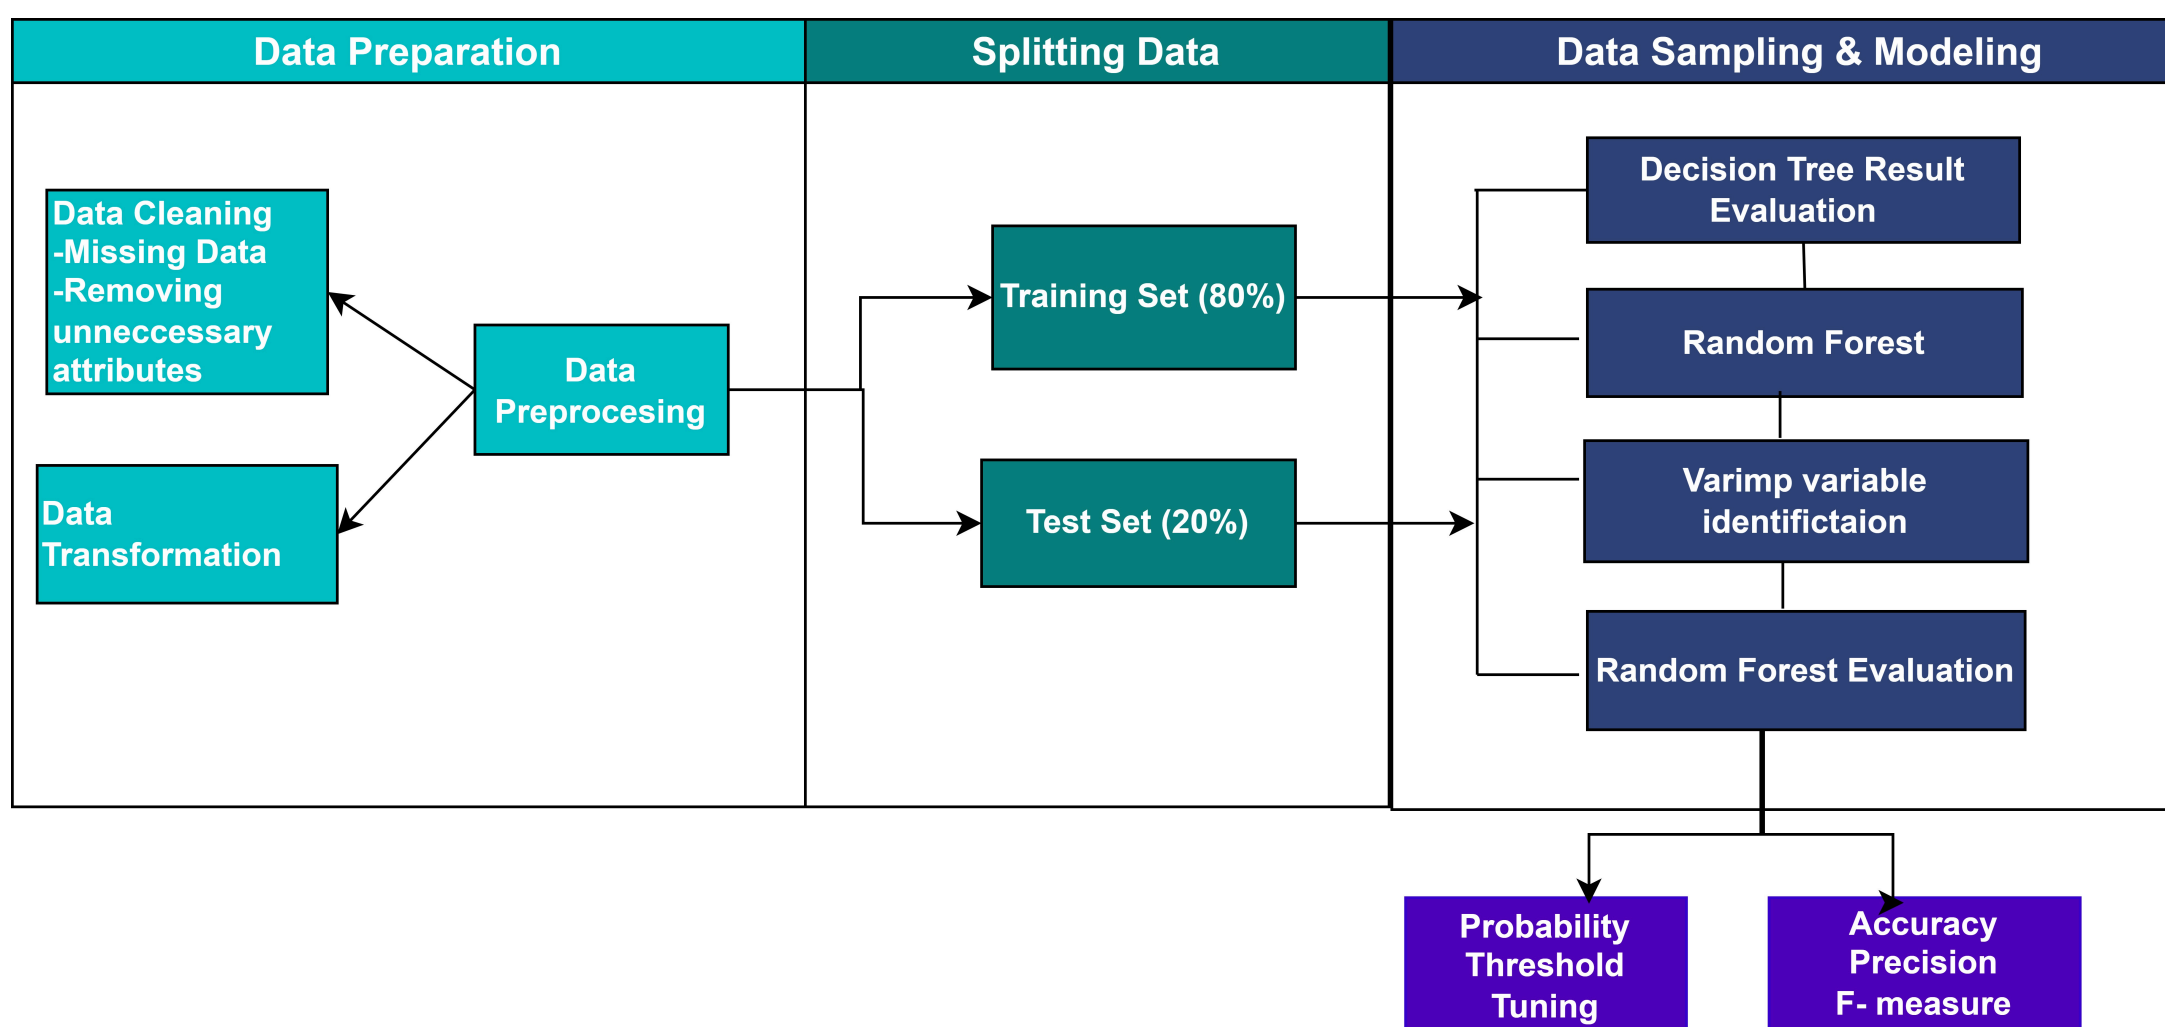 Data Preparation
Splitting Data
Data Sampling & Modeling
Data Cleaning
-Missing Data
-Removing
unneccessary
attributes
Data
Transformation
Data
Preprocesing
Training Set (80%)
Test Set (20%)
Decision Tree Result
Evaluation
Random Forest
Varimp variable
identifictaion
Random Forest Evaluation
Probability
Threshold
Tuning
Accuracy
Precision
F- measure